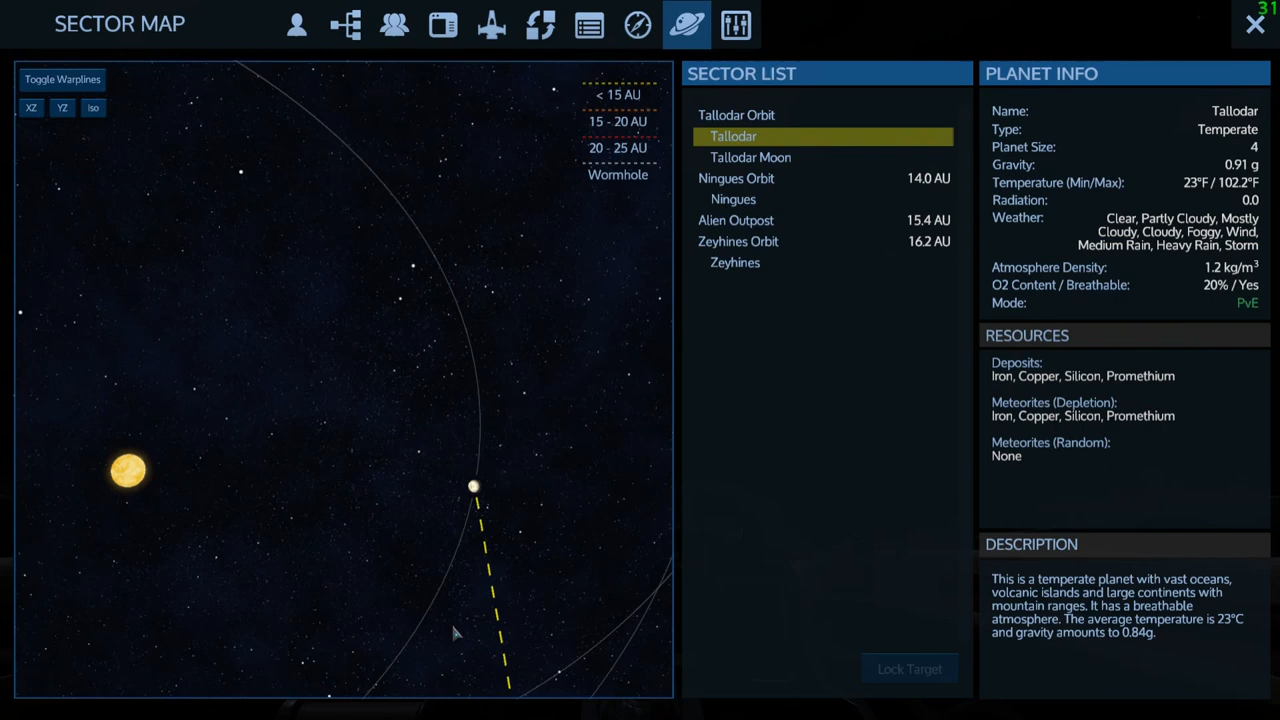 31
SECTOR MAP
Toggle Warplines
XZ YZ Iso
< 15 AU
15 - 20 AU
20 - 25 AU
Wormhole
SECTOR LIST
Tallodar Orbit
Tallodar
Tallodar Moon
Ningues Orbit 14.0 AU
Ningues
Alien Outpost 15.4 AU
Zeyhines Orbit 16.2 AU
Zeyhines
Lock Target
PLANET INFO
Name: Tallodar
Type: Temperate
Planet Size: 4
Gravity: 0.91 g
Temperature (Min/Max): 23°F / 102.2°F
Radiation: 0.0
Weather: Clear, Partly Cloudy, Mostly
Cloudy, Cloudy, Foggy, Wind,
Medium Rain, Heavy Rain, Storm
Atmosphere Density: 1.2 kg/m³
O2 Content / Breathable: 20% / Yes
Mode: PvE
RESOURCES
Deposits:
Iron, Copper, Silicon, Promethium
Meteorites (Depletion):
Iron, Copper, Silicon, Promethium
Meteorites (Random):
None
DESCRIPTION
This is a temperate planet with vast oceans,
volcanic islands and large continents with
mountain ranges. It has a breathable
atmosphere. The average temperature is 23°C
and gravity amounts to 0.84g.